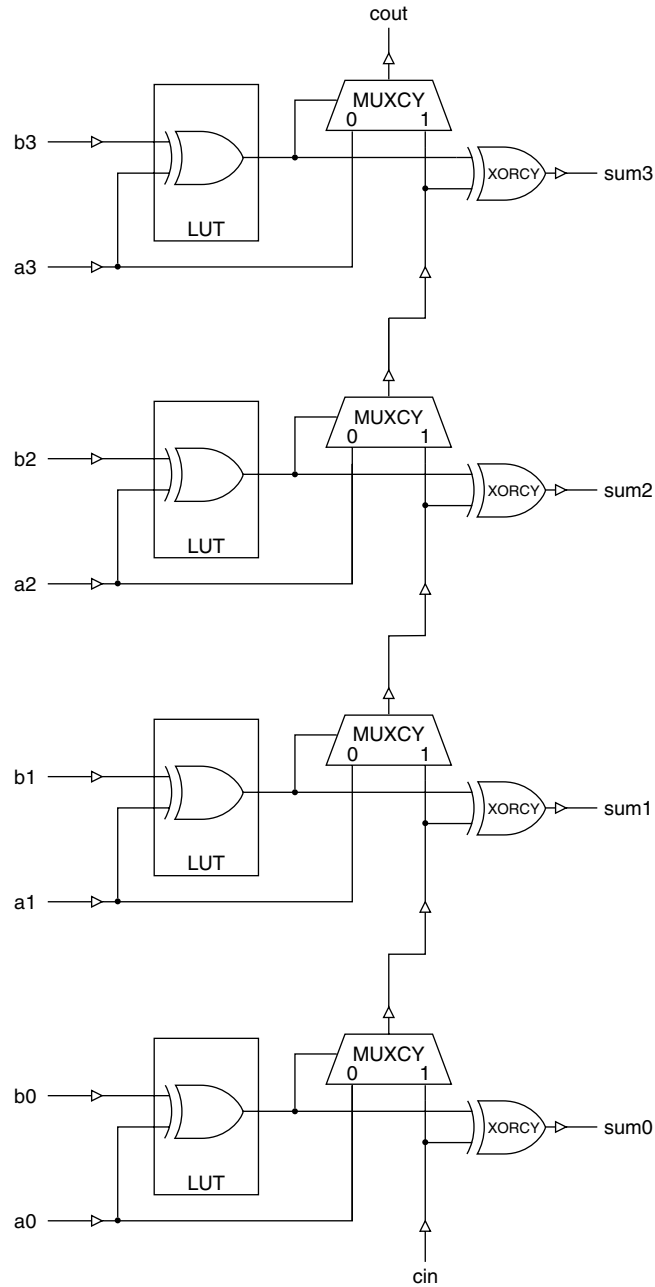 cout
MUXCY
0 1
b3
XORCY
sum3
LUT
a3
MUXCY
0 1
b2
XORCY
sum2
LUT
a2
MUXCY
0 1
b1
XORCY
sum1
LUT
a1
MUXCY
0 1
b0
XORCY
sum0
LUT
a0
cin